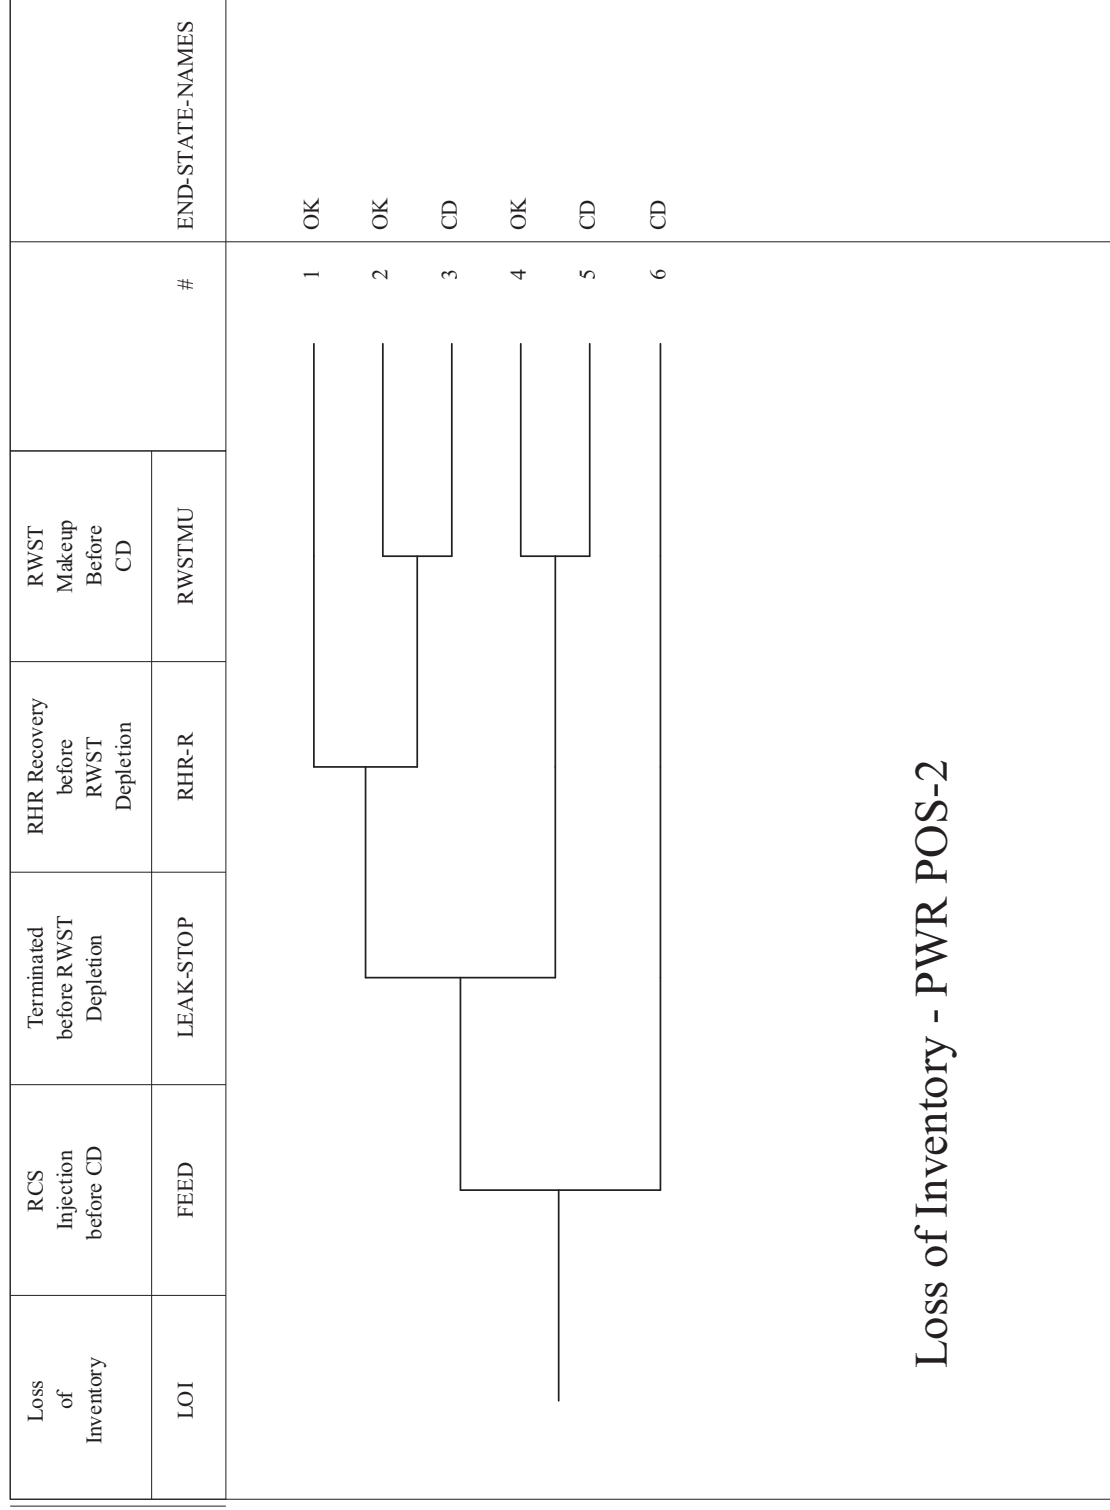 Loss
of
Inventory
RCS
Injection
before CD
Terminated
before RWST
Depletion
RHR Recovery
before
RWST
Depletion
RWST
Makeup
Before
CD
LOI
FEED
LEAK-STOP
RHR-R
RWSTMU
#
END-STATE-NAMES
1 OK
2 OK
3 CD
4 OK
5 CD
6 CD
Loss of Inventory - PWR POS-2